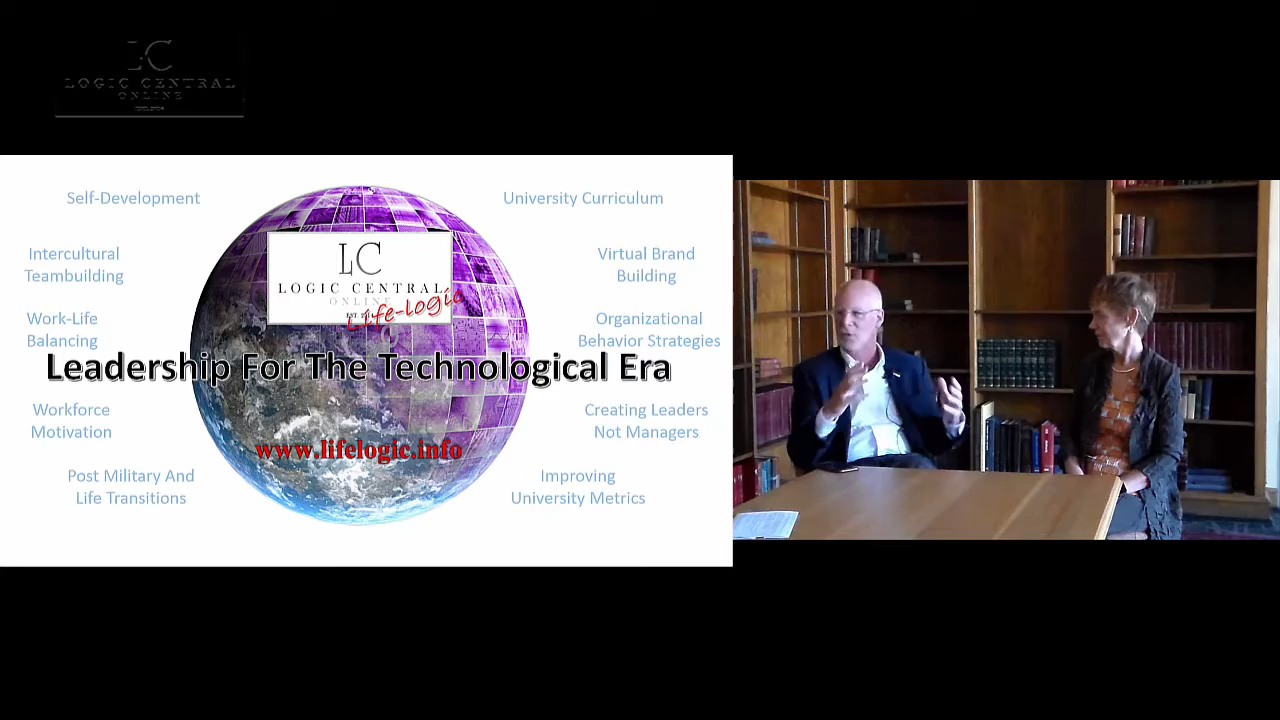 LC
LOGIC CENTRAL
ONLINE
Self-Development
University Curriculum
Intercultural
Teambuilding
Virtual Brand
Building
LC
LOGIC CENTRAL
ONLINE
Life-logic
Work-Life
Balancing
Organizational
Behavior Strategies
Leadership For The Technological Era
Workforce
Motivation
Creating Leaders
Not Managers
www.lifelogic.info
Post Military And
Life Transitions
Improving
University Metrics